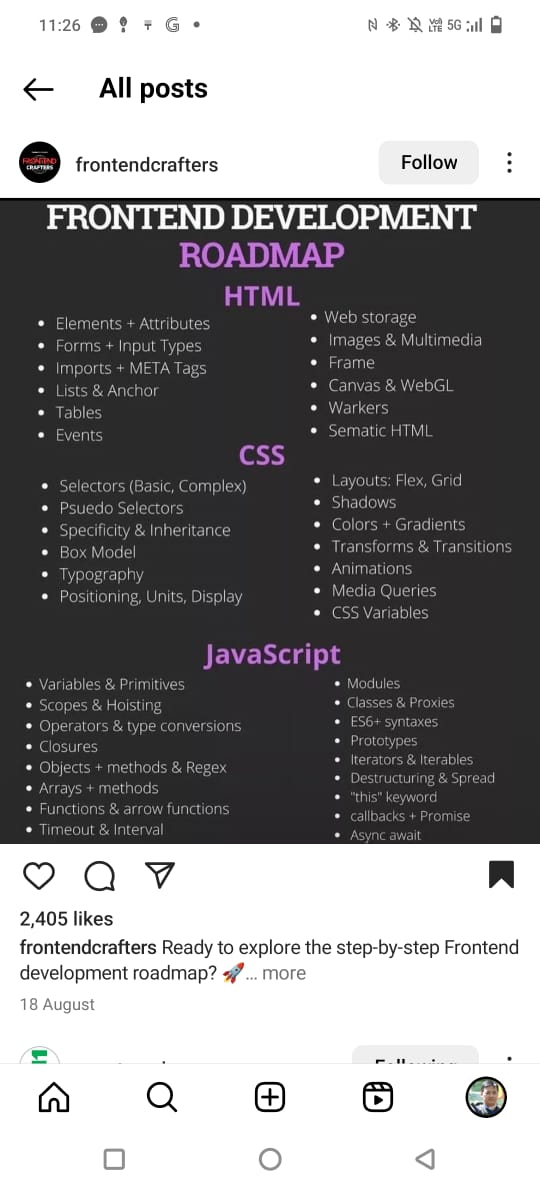 11:26
VoI) LTE 5G
All posts
FRONTEND
CRAFTERS
frontendcrafters
Follow
FRONTEND DEVELOPMENT
ROADMAP
HTML
Elements + Attributes
Forms + Input Types
Imports + META Tags
Lists & Anchor
Tables
Events
Web storage
Images & Multimedia
Frame
Canvas & WebGL
Warkers
Sematic HTML
CSS
Selectors (Basic, Complex)
Psuedo Selectors
Specificity & Inheritance
Box Model
Typography
Positioning, Units, Display
Layouts: Flex, Grid
Shadows
Colors + Gradients
Transforms & Transitions
Animations
Media Queries
CSS Variables
JavaScript
Variables & Primitives
Scopes & Hoisting
Operators & type conversions
Closures
Objects + methods & Regex
Arrays + methods
Functions & arrow functions
Timeout & Interval
Modules
Classes & Proxies
ES6+ syntaxes
Prototypes
Iterators & Iterables
Destructuring & Spread
"this" keyword
callbacks + Promise
Async await
2,405 likes
frontendcrafters Ready to explore the step-by-step Frontend
development roadmap? 🚀... more
18 August